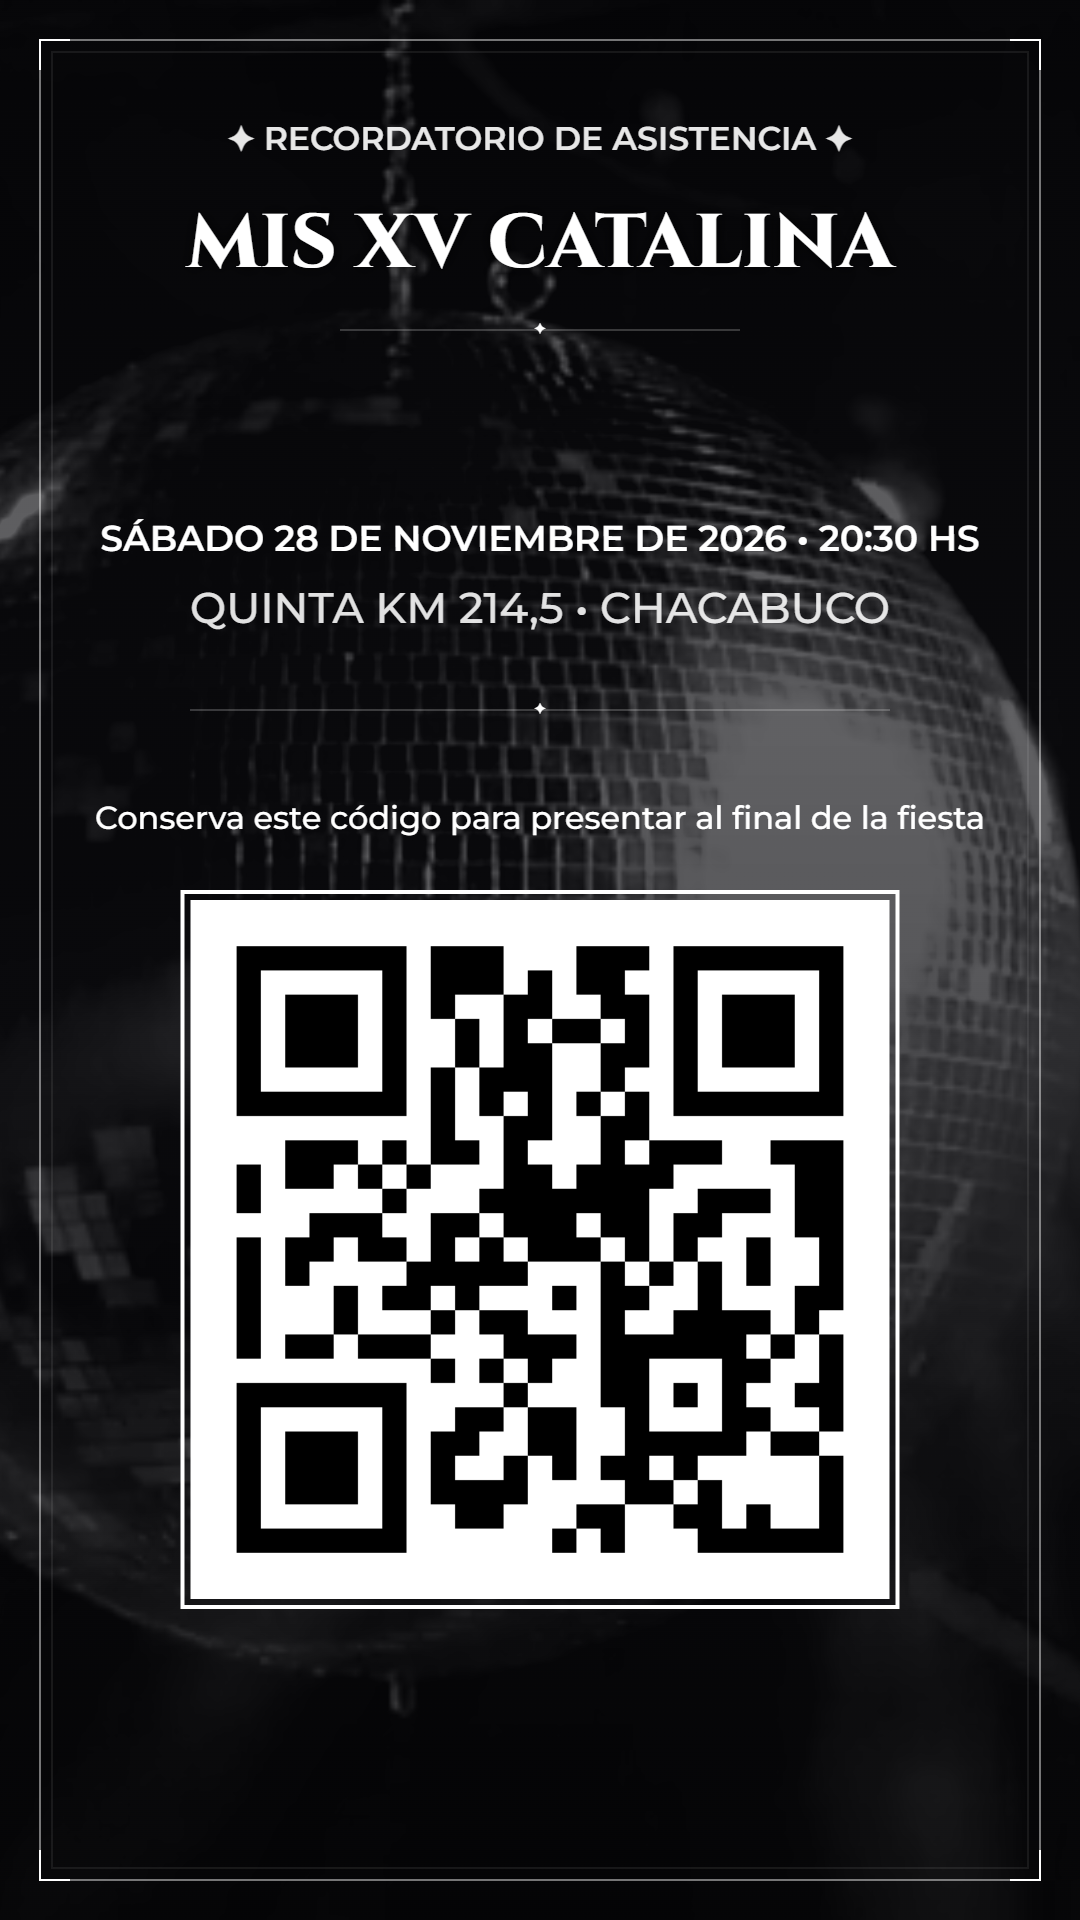 ✦ RECORDATORIO DE ASISTENCIA ✦
MIS XV CATALINA
SÁBADO 28 DE NOVIEMBRE DE 2026 • 20:30 HS
QUINTA KM 214,5 • CHACABUCO
Conserva este código para presentar al final de la fiesta